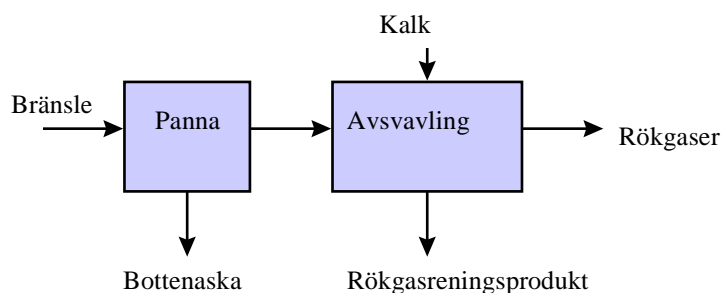 Kalk
Bränsle
Panna
Avsvavling
Rökgaser
Bottenaska
Rökgasreningsprodukt